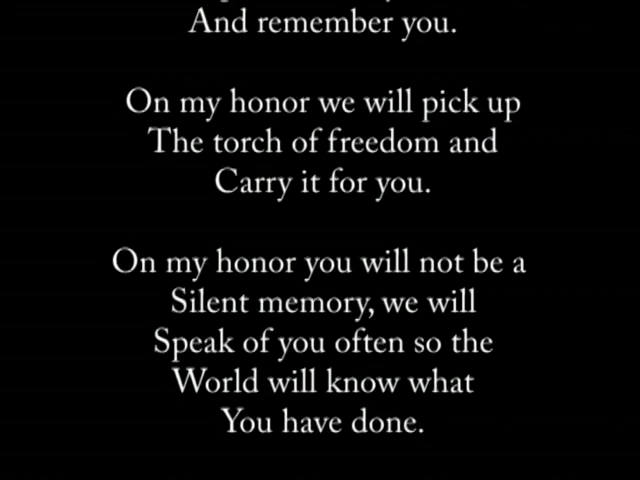 And remember you.
On my honor we will pick up
The torch of freedom and
Carry it for you.
On my honor you will not be a
Silent memory, we will
Speak of you often so the
World will know what
You have done.